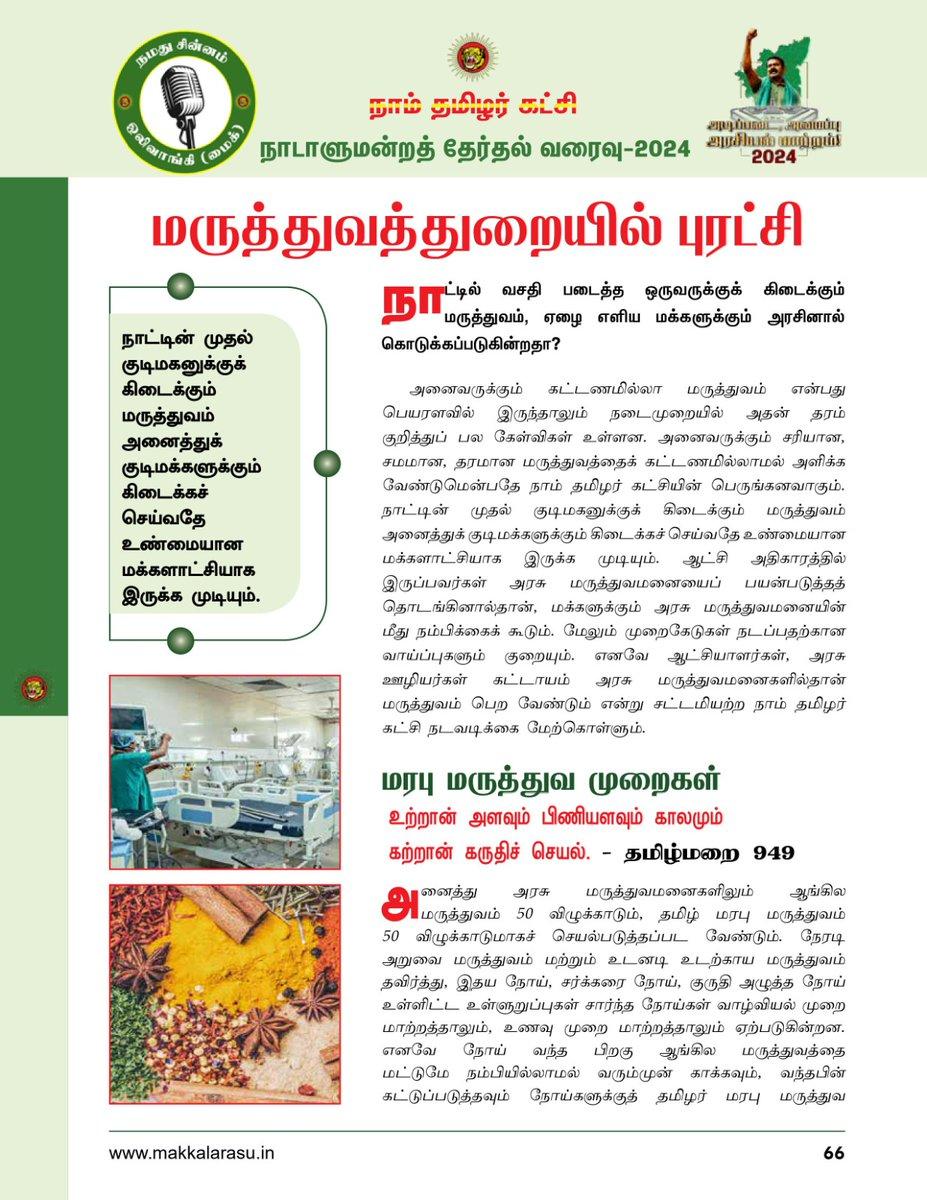 நமது சின்னம்
ஒலிவாங்கி (மைக்)
நாம் தமிழர் கட்சி
நாடாளுமன்றத் தேர்தல் வரைவு-2024
அடிப்படை, அமைப்பு
அரசியல் மாற்றம்!
2024
மருத்துவத்துறையில் புரட்சி
நாட்டின் முதல்
குடிமகனுக்குக்
கிடைக்கும்
மருத்துவம்
அனைத்துக்
குடிமக்களுக்கும்
கிடைக்கச்
செய்வதே
உண்மையான
மக்களாட்சியாக
இருக்க முடியும்.
நாட்டில் வசதி படைத்த ஒருவருக்குக் கிடைக்கும்
மருத்துவம், ஏழை எளிய மக்களுக்கும் அரசினால்
கொடுக்கப்படுகின்றதா?
அனைவருக்கும் கட்டணமில்லா மருத்துவம் என்பது
பெயரளவில் இருந்தாலும் நடைமுறையில் அதன் தரம்
குறித்துப் பல கேள்விகள் உள்ளன. அனைவருக்கும் சரியான,
சமமான, தரமான மருத்துவத்தைக் கட்டணமில்லாமல் அளிக்க
வேண்டுமென்பதே நாம் தமிழர் கட்சியின் பெருங்கனவாகும்.
நாட்டின் முதல் குடிமகனுக்குக் கிடைக்கும் மருத்துவம்
அனைத்துக் குடிமக்களுக்கும் கிடைக்கச் செய்வதே உண்மையான
மக்களாட்சியாக இருக்க முடியும். ஆட்சி அதிகாரத்தில்
இருப்பவர்கள் அரசு மருத்துவமனையைப் பயன்படுத்தத்
தொடங்கினால்தான், மக்களுக்கும் அரசு மருத்துவமனையின்
மீது நம்பிக்கைக் கூடும். மேலும் முறைகேடுகள் நடப்பதற்கான
வாய்ப்புகளும் குறையும். எனவே ஆட்சியாளர்கள், அரசு
ஊழியர்கள் கட்டாயம் அரசு மருத்துவமனைகளில்தான்
மருத்துவம் பெற வேண்டும் என்று சட்டமியற்ற நாம் தமிழர்
கட்சி நடவடிக்கை மேற்கொள்ளும்.
மரபு மருத்துவ முறைகள்
உற்றான் அளவும் பிணியளவும் காலமும்
கற்றான் கருதிச் செயல். - தமிழ்மறை 949
அனைத்து அரசு மருத்துவமனைகளிலும் ஆங்கில
மருத்துவம் 50 விழுக்காடும், தமிழ் மரபு மருத்துவம்
50 விழுக்காடுமாகச் செயல்படுத்தப்பட வேண்டும். நேரடி
அறுவை மருத்துவம் மற்றும் உடனடி உடற்காய மருத்துவம்
தவிர்த்து, இதய நோய், சர்க்கரை நோய், குருதி அழுத்த நோய்
உள்ளிட்ட உள்ளுறுப்புகள் சார்ந்த நோய்கள் வாழ்வியல் முறை
மாற்றத்தாலும், உணவு முறை மாற்றத்தாலும் ஏற்படுகின்றன.
எனவே நோய் வந்த பிறகு ஆங்கில மருத்துவத்தை
மட்டுமே நம்பியில்லாமல் வரும்முன் காக்கவும், வந்தபின்
கட்டுப்படுத்தவும் நோய்களுக்குத் தமிழர் மரபு மருத்துவ
www.makkalarasu.in
66